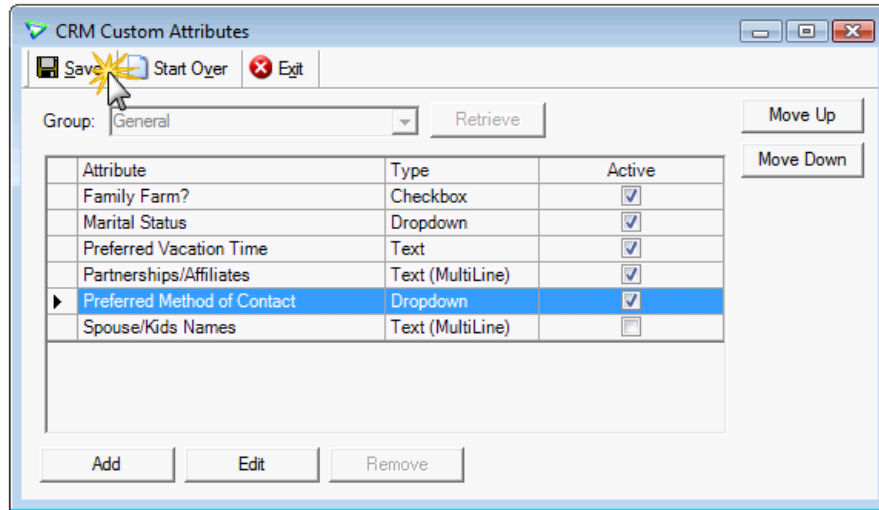 CRM Custom Attributes
Save Start Over Exit
Group: General Retrieve Move Up
Move Down
Attribute Type Active
Family Farm? Checkbox
Marital Status Dropdown
Preferred Vacation Time Text
Partnerships/Affiliates Text (MultiLine)
Preferred Method of Contact Dropdown
Spouse/Kids Names Text (MultiLine)
Add Edit Remove